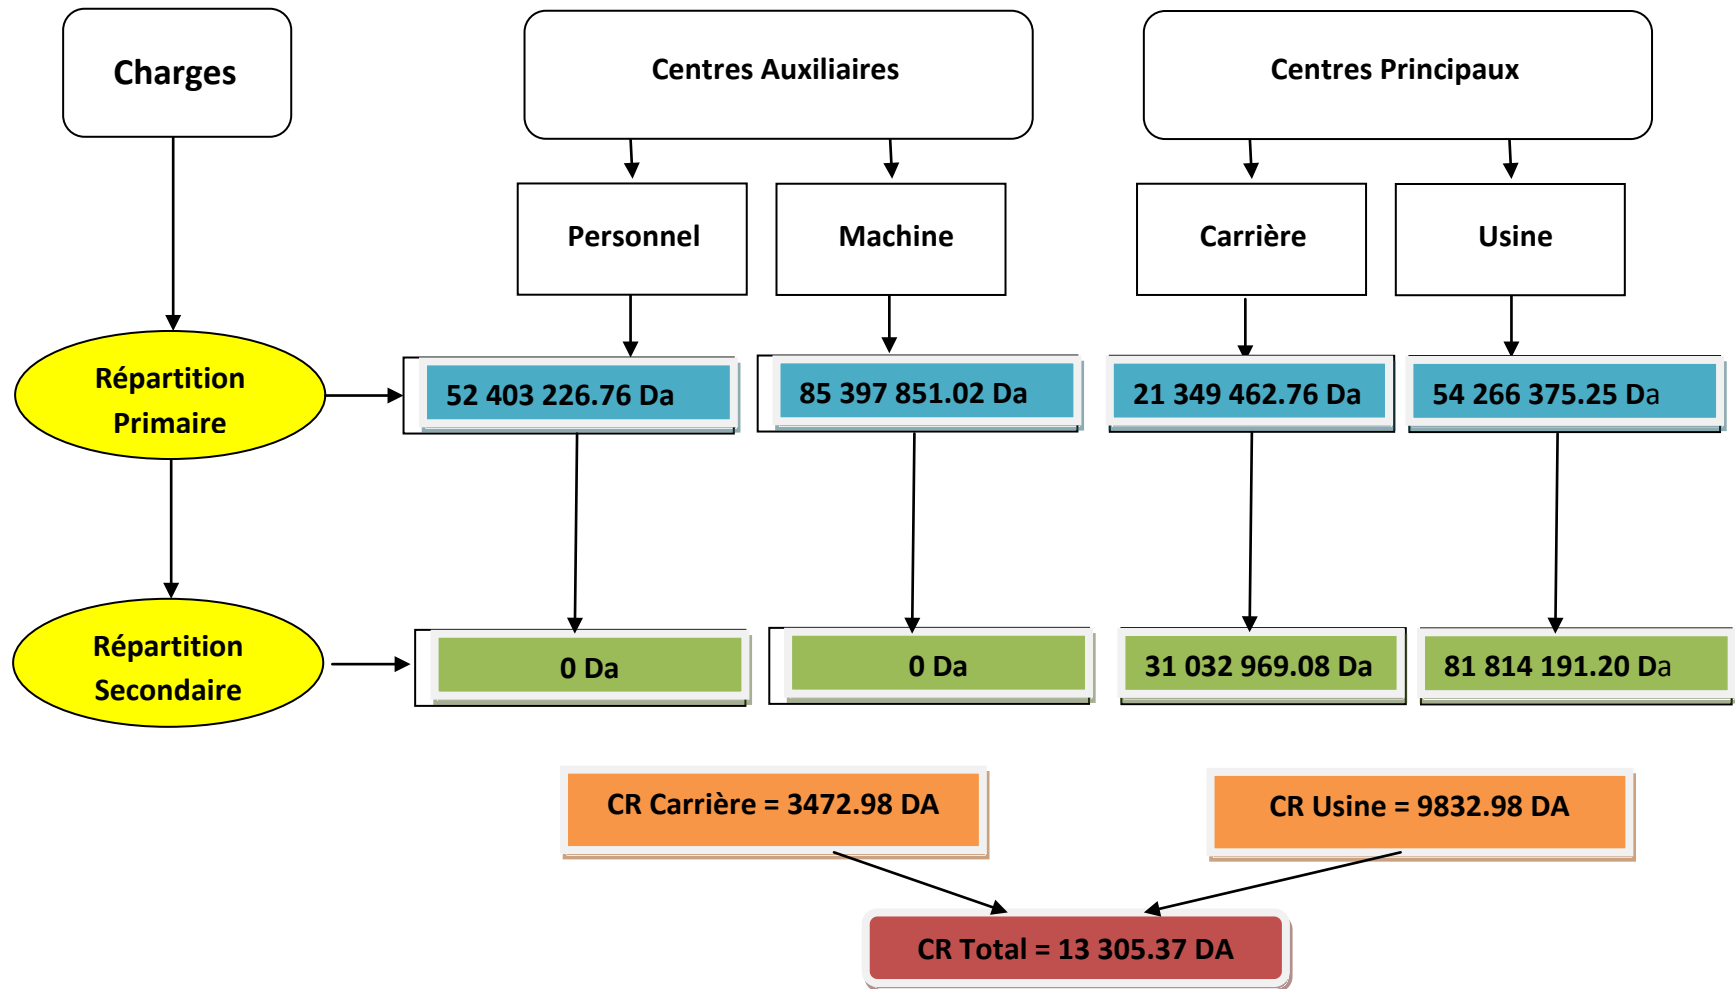 Charges
Centres Auxiliaires
Centres Principaux
Personnel
Machine
Carrière
Usine
Répartition
Primaire
52 403 226.76 Da
85 397 851.02 Da
21 349 462.76 Da
54 266 375.25 Da
Répartition
Secondaire
0 Da
0 Da
31 032 969.08 Da
81 814 191.20 Da
CR Carrière = 3472.98 DA
CR Usine = 9832.98 DA
CR Total = 13 305.37 DA